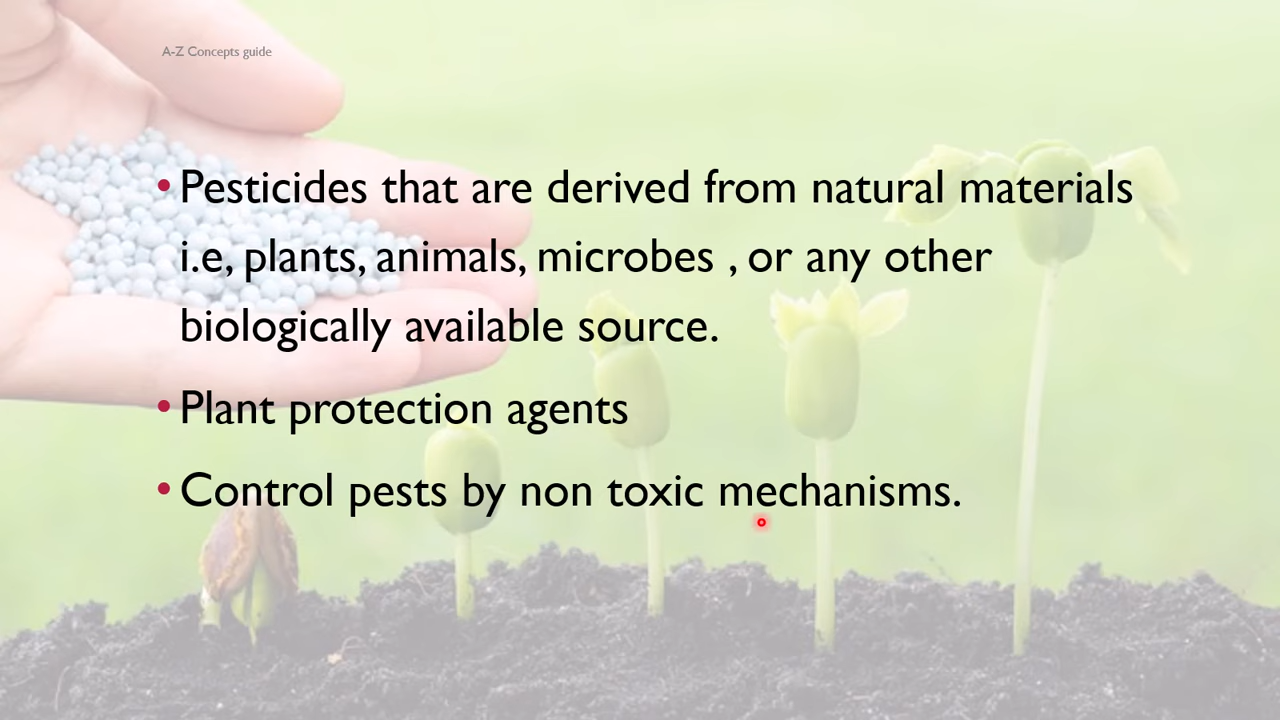 A-Z Concepts guide
• Pesticides that are derived from natural materials
i.e, plants, animals, microbes , or any other
biologically available source.
• Plant protection agents
• Control pests by non toxic mechanisms.